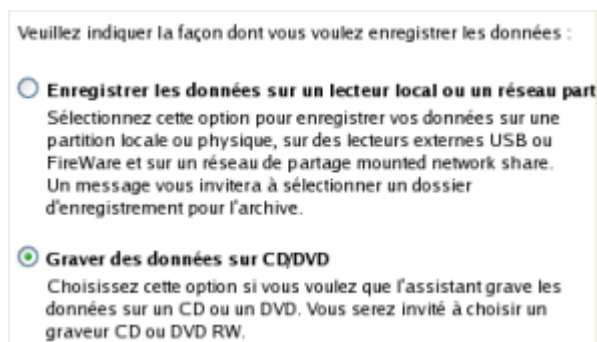 Veuillez indiquer la façon dont vous voulez enregistrer les données :
Enregistrer les données sur un lecteur local ou un réseau part
Sélectionnez cette option pour enregistrer vos données sur une
partition locale ou physique, sur des lecteurs externes USB ou
FireWare et sur un réseau de partage mounted network share.
Un message vous invitera à sélectionner un dossier
d'enregistrement pour l'archive.
Graver des données sur CD/DVD
Choisissez cette option si vous voulez que l'assistant grave les
données sur un CD ou un DVD. Vous serez invité à choisir un
graveur CD ou DVD RW.